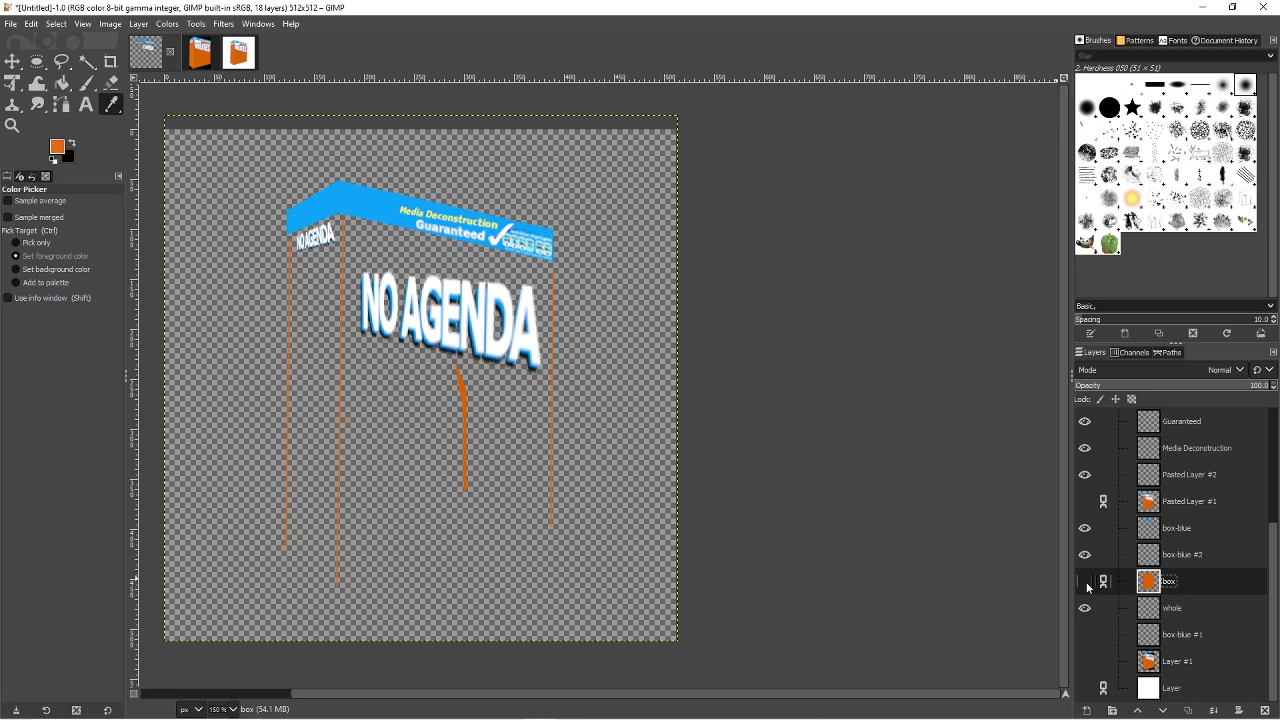 *[Untitled]-1.0 (RGB color 8-bit gamma integer, GIMP built-in sRGB, 18 layers) 512x512 – GIMP
File Edit Select View Image Layer Colors Tools Filters Windows Help
Brushes Patterns Fonts Document History
filter
2. Hardness 050 (51 × 51)
Color Picker
Sample average
Sample merged
Pick Target (Ctrl)
Pick only
Set foreground color
Set background color
Add to palette
Use info window (Shift)
Media Deconstruction
Guaranteed
NO AGENDA
NO AGENDA
Basic,
Spacing 10.0
Layers Channels Paths
Mode Normal
Opacity 100.0
Lock:
Guaranteed
Media Deconstruction
Pasted Layer #2
Pasted Layer #1
box-blue
box-blue #2
box
whole
box-blue #1
Layer #1
Layer
px 150 % box (54.1 MB)